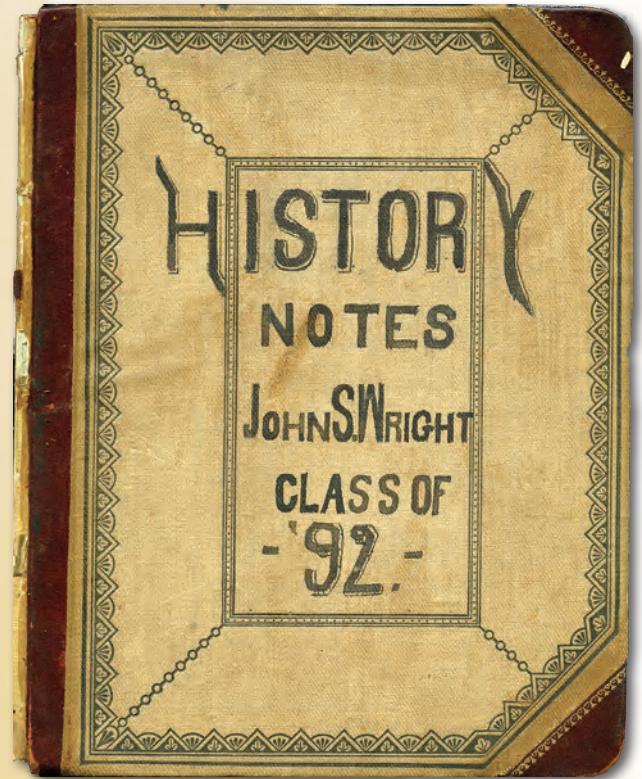 HISTORY
NOTES
JOHN S. WRIGHT
CLASS OF
- '92. -